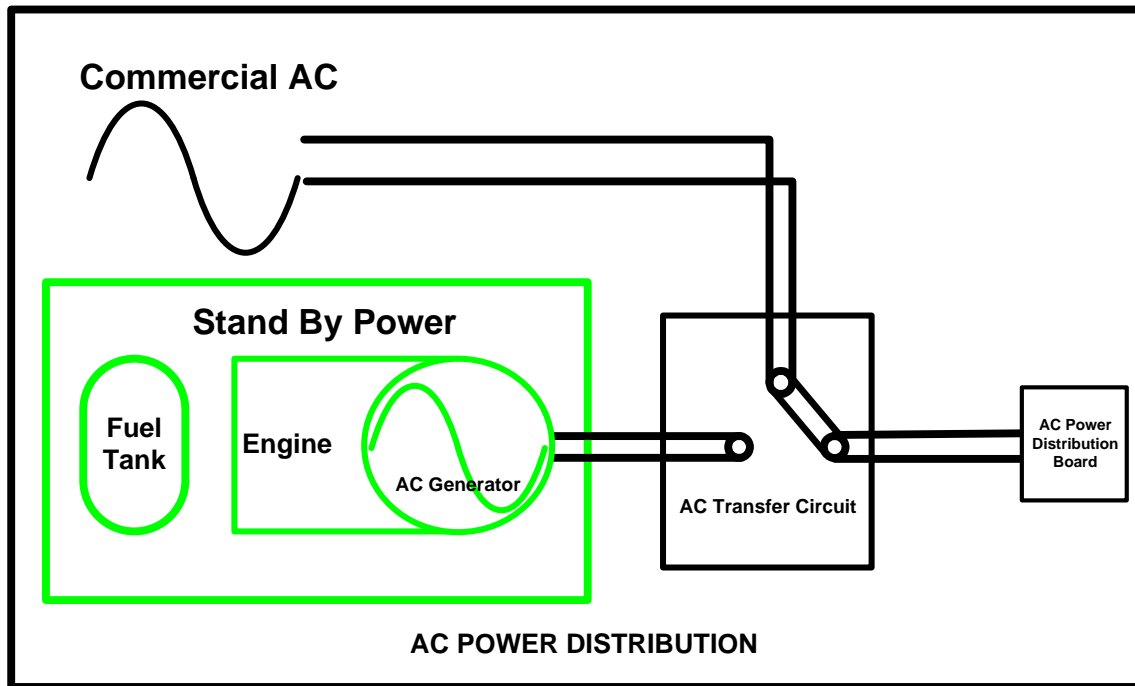 Commercial AC
Stand By Power
Fuel
Tank
Engine
AC Generator
AC Transfer Circuit
AC Power
Distribution
Board
AC POWER DISTRIBUTION